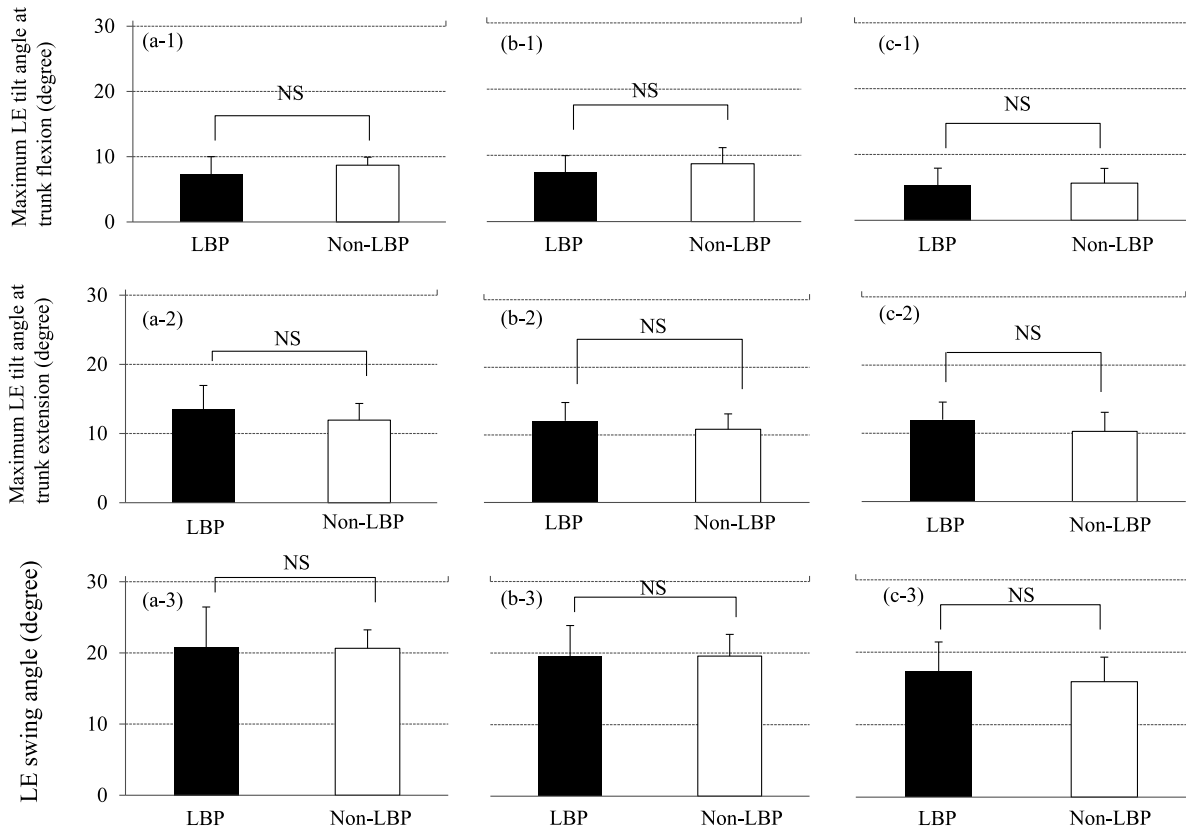 Maximum LE tilt angle at
trunk flexion (degree)
30
20
10
0
(a-1)
NS
LBP
Non-LBP
(b-1)
NS
LBP
Non-LBP
(c-1)
NS
LBP
Non-LBP
Maximum LE tilt angle at
trunk extension (degree)
30
20
10
0
(a-2)
NS
LBP
Non-LBP
(b-2)
NS
LBP
Non-LBP
(c-2)
NS
LBP
Non-LBP
LE swing angle (degree)
30
20
10
0
(a-3)
NS
LBP
Non-LBP
(b-3)
NS
LBP
Non-LBP
(c-3)
NS
LBP
Non-LBP